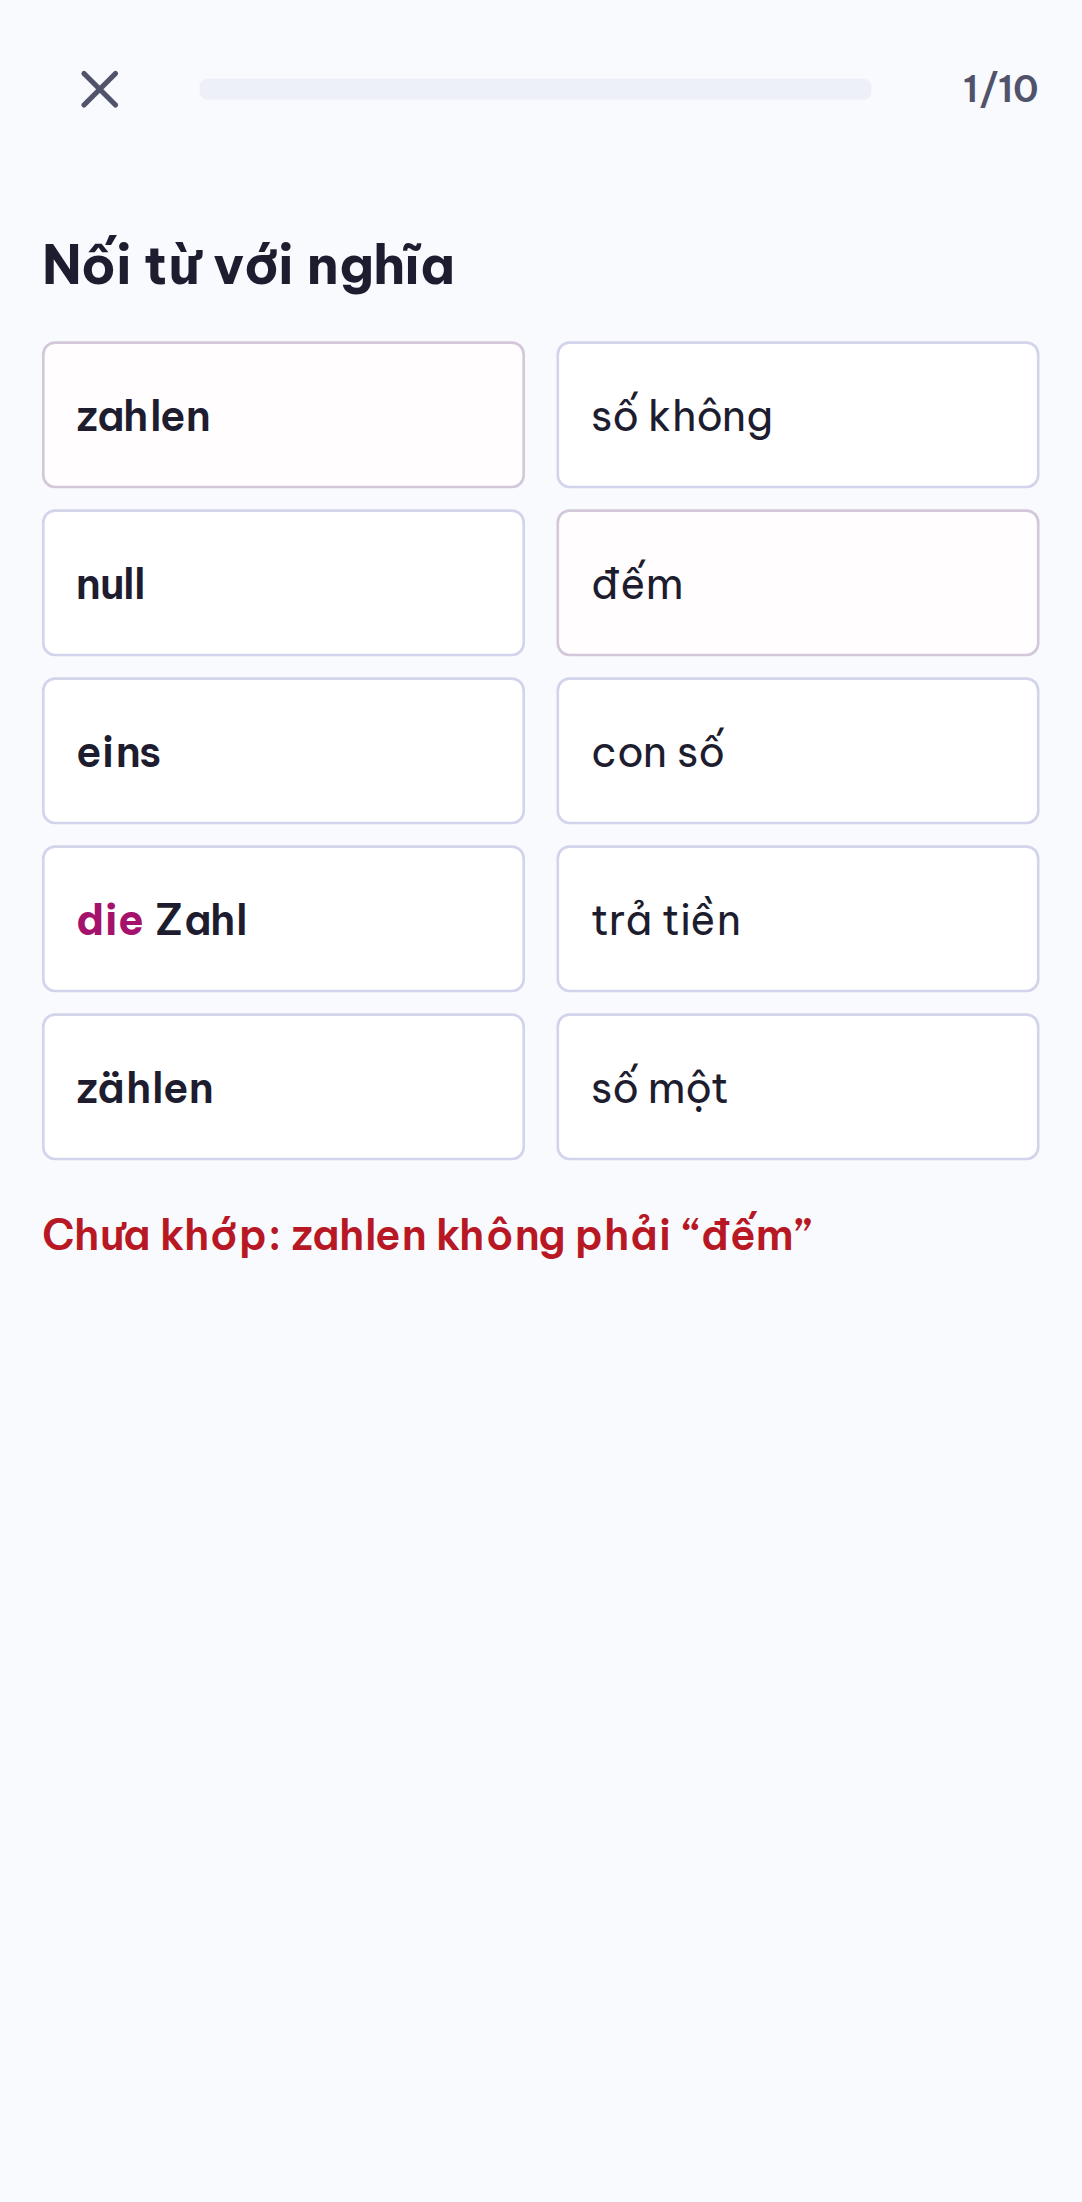 1/10
Nối từ với nghĩa
zahlen
số không
null
đếm
eins
con số
die Zahl
trả tiền
zählen
số một
Chưa khớp: zahlen không phải “đếm”